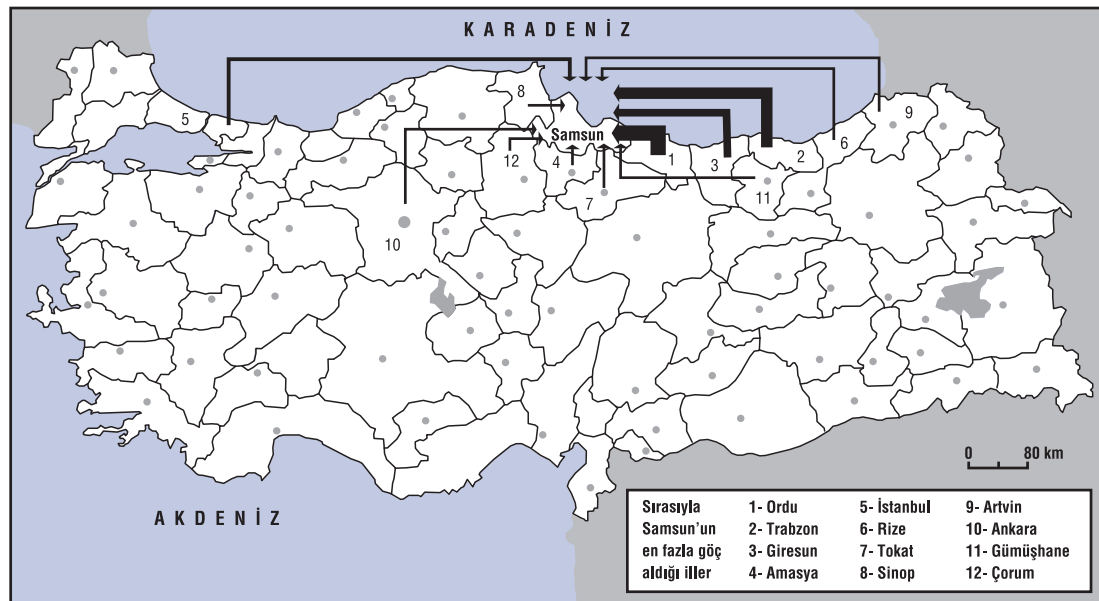 KARADENİZ
8
5
9
Samsun
6
12
4
1
3
2
7
11
10
0 80 km
AKDENİZ
Sırasıyla
Samsun'un
en fazla göç
aldığı iller
1- Ordu
2- Trabzon
3- Giresun
4- Amasya
5- İstanbul
6- Rize
7- Tokat
8- Sinop
9- Artvin
10- Ankara
11- Gümüşhane
12- Çorum